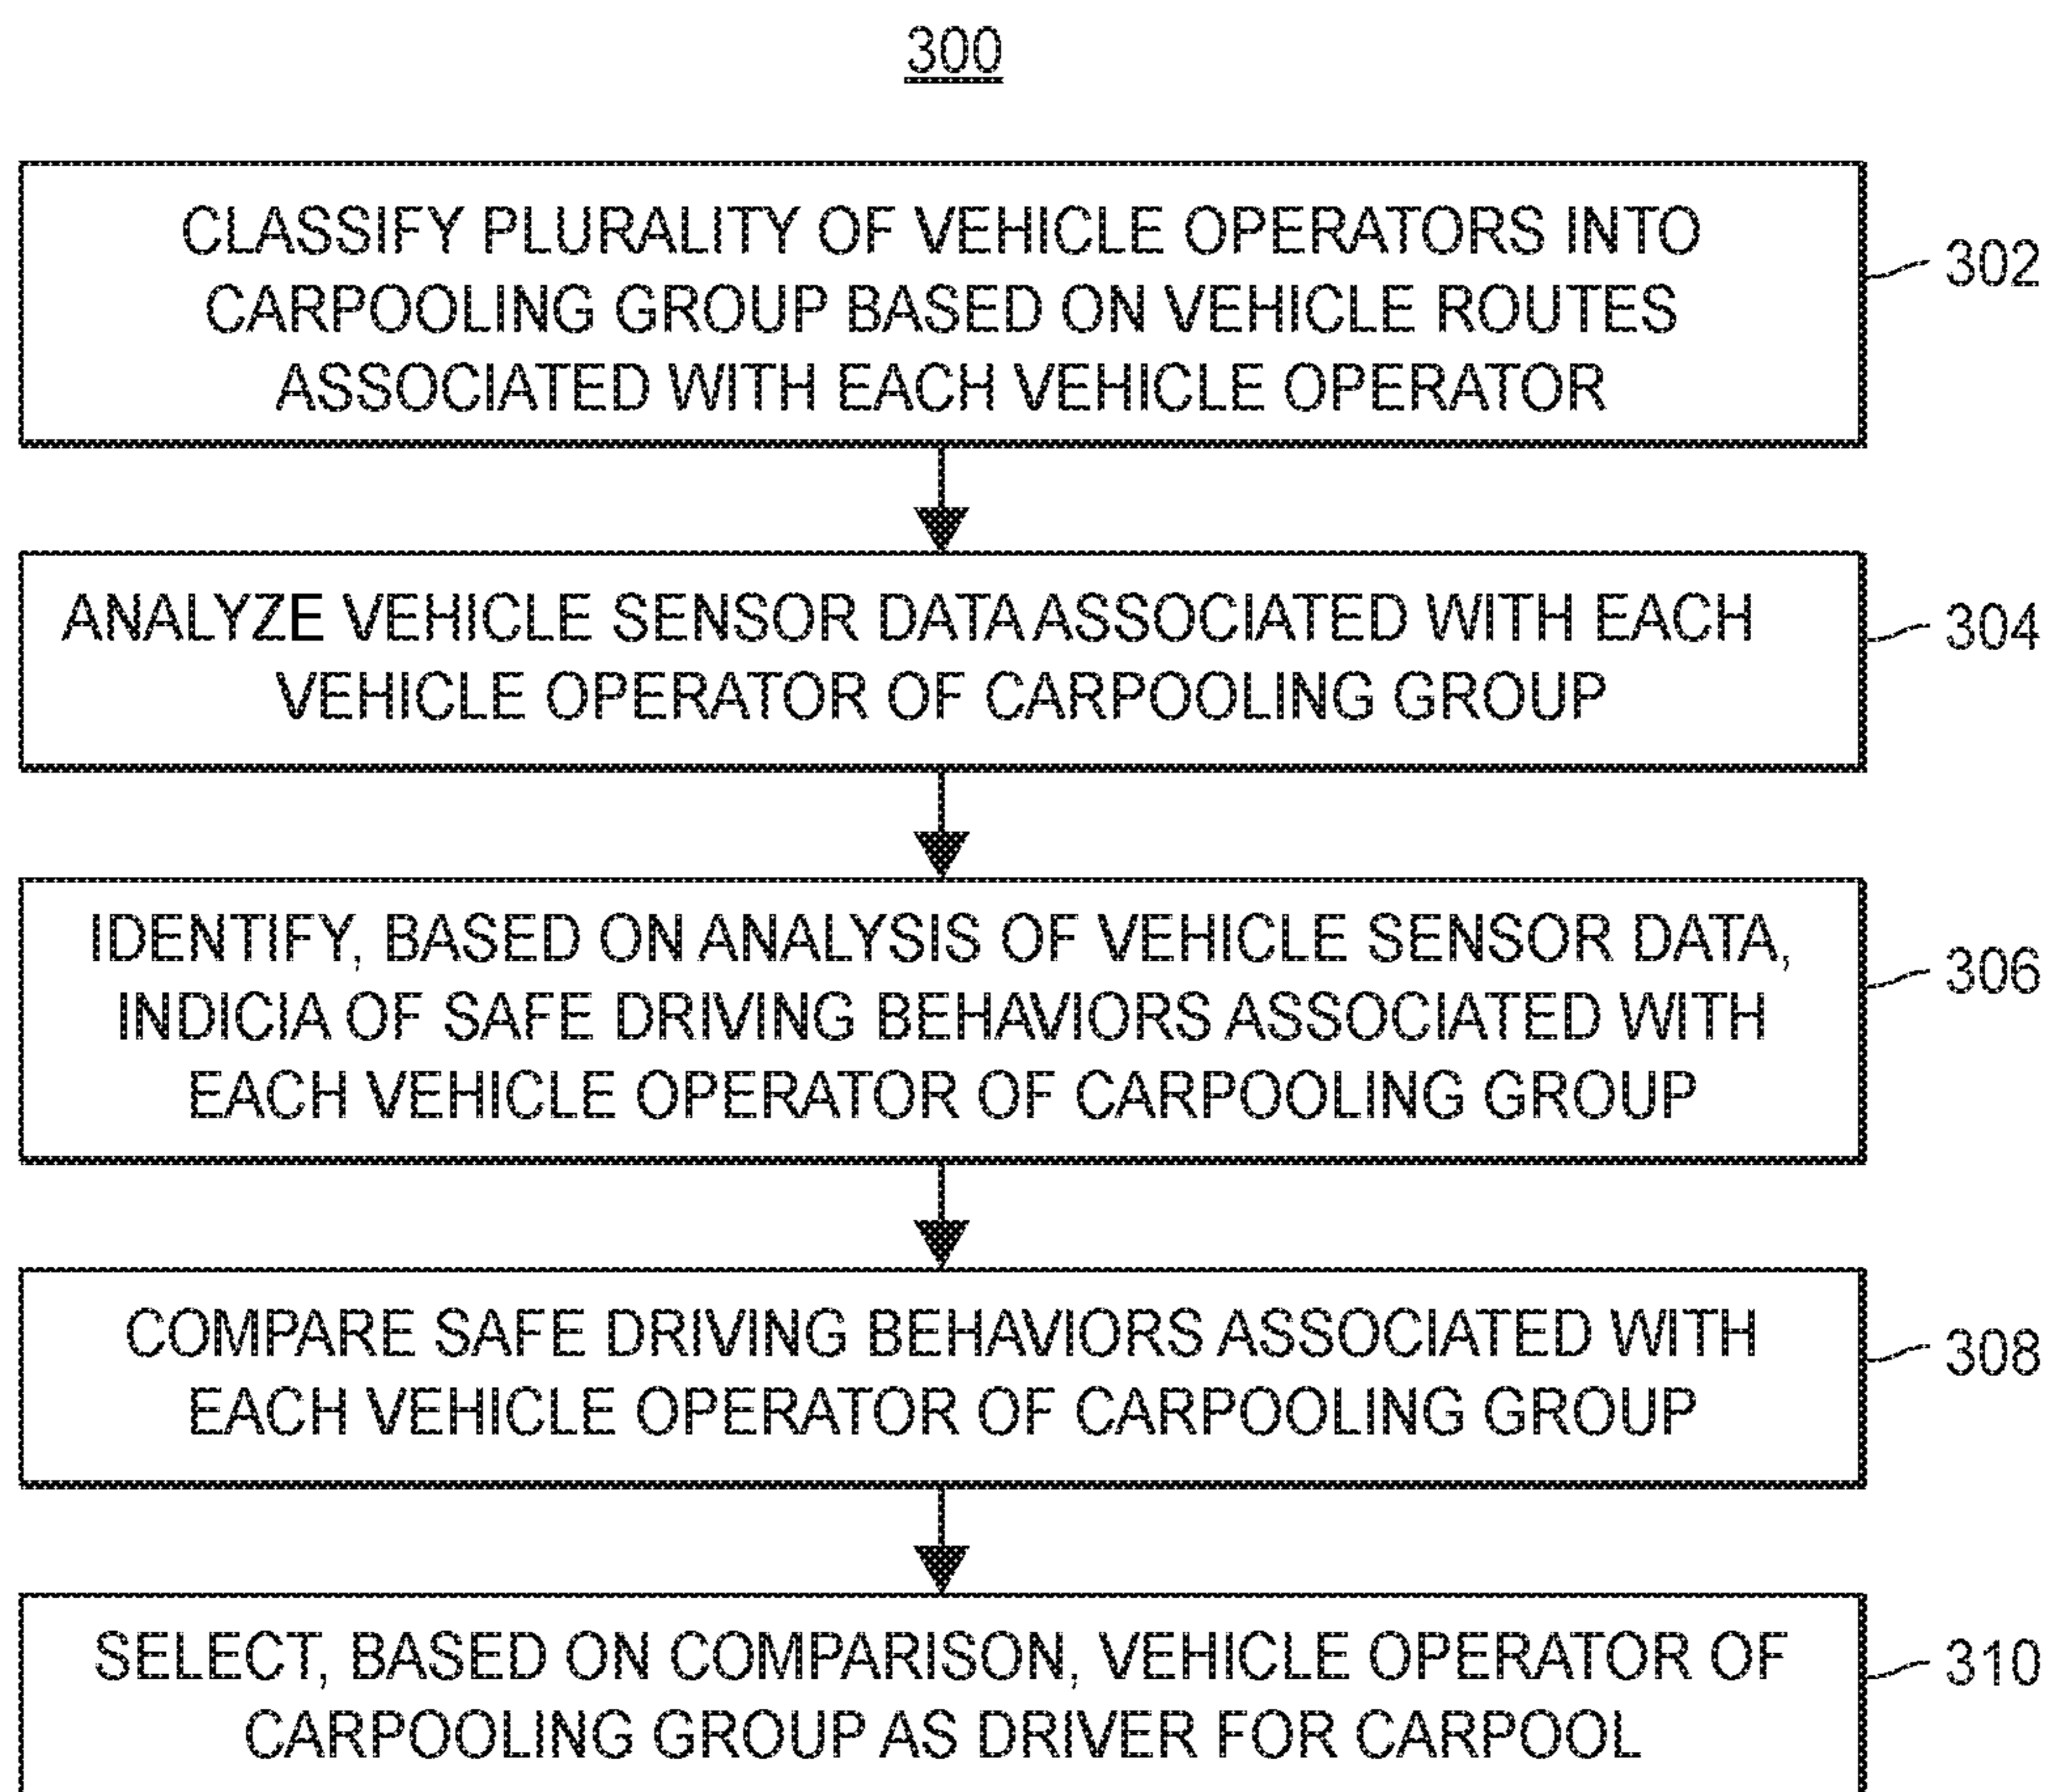 300
CLASSIFY PLURALITY OF VEHICLE OPERATORS INTO
CARPOOLING GROUP BASED ON VEHICLE ROUTES
ASSOCIATED WITH EACH VEHICLE OPERATOR
302
ANALYZE VEHICLE SENSOR DATA ASSOCIATED WITH EACH
VEHICLE OPERATOR OF CARPOOLING GROUP
304
IDENTIFY, BASED ON ANALYSIS OF VEHICLE SENSOR DATA,
INDICIA OF SAFE DRIVING BEHAVIORS ASSOCIATED WITH
EACH VEHICLE OPERATOR OF CARPOOLING GROUP
306
COMPARE SAFE DRIVING BEHAVIORS ASSOCIATED WITH
EACH VEHICLE OPERATOR OF CARPOOLING GROUP
308
SELECT, BASED ON COMPARISON, VEHICLE OPERATOR OF
CARPOOLING GROUP AS DRIVER FOR CARPOOL
310